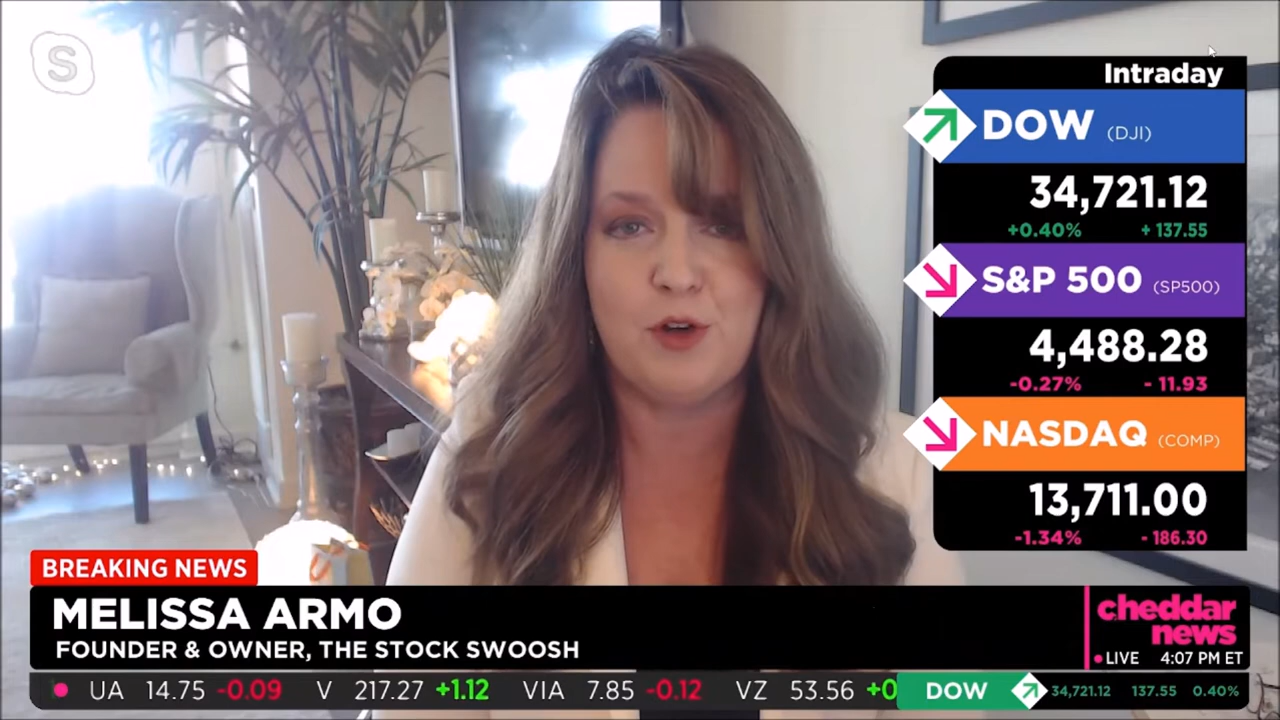 S
Intraday
DOW (DJI)
34,721.12
+0.40% + 137.55
S&P 500 (SP500)
4,488.28
-0.27% - 11.93
NASDAQ (COMP)
13,711.00
-1.34% - 186.30
BREAKING NEWS
MELISSA ARMO
FOUNDER & OWNER, THE STOCK SWOOSH
cheddar
news
LIVE 4:07 PM ET
UA 14.75 -0.09 V 217.27 +1.12 VIA 7.85 -0.12 VZ 53.56 +0 DOW 34,721.12 137.55 0.40%